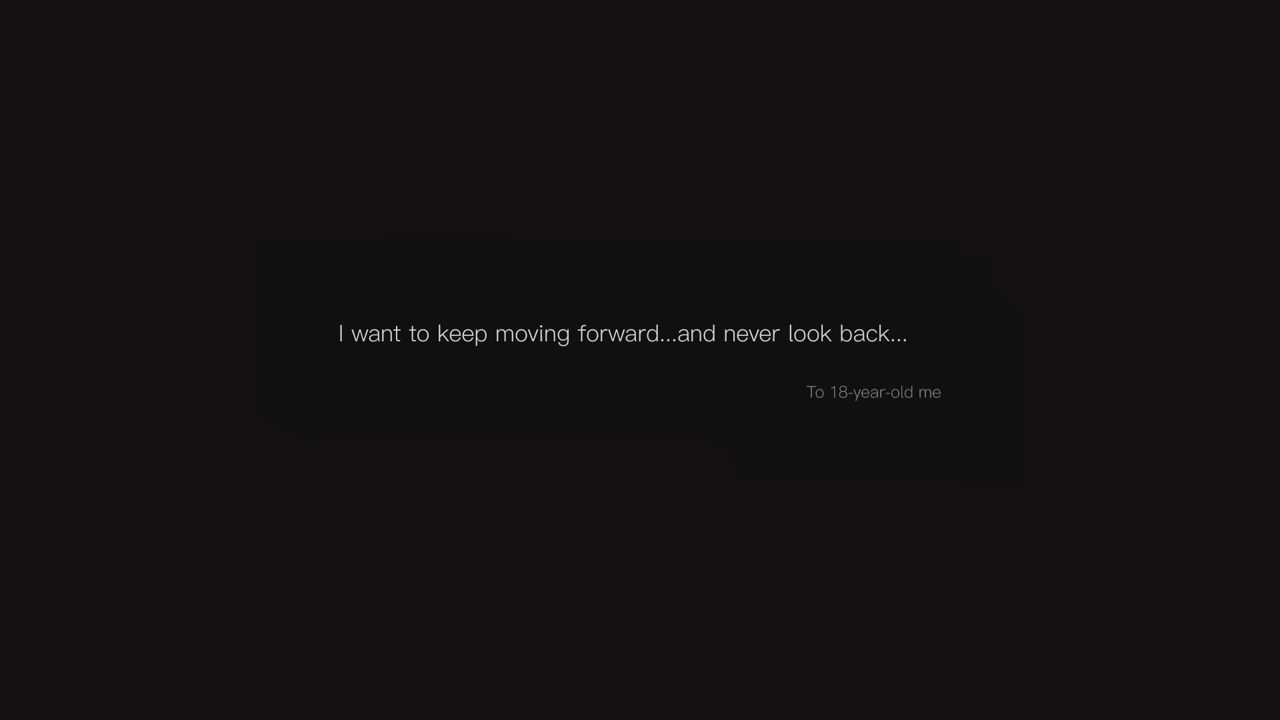 I want to keep moving forward...and never look back...
To 18-year-old me